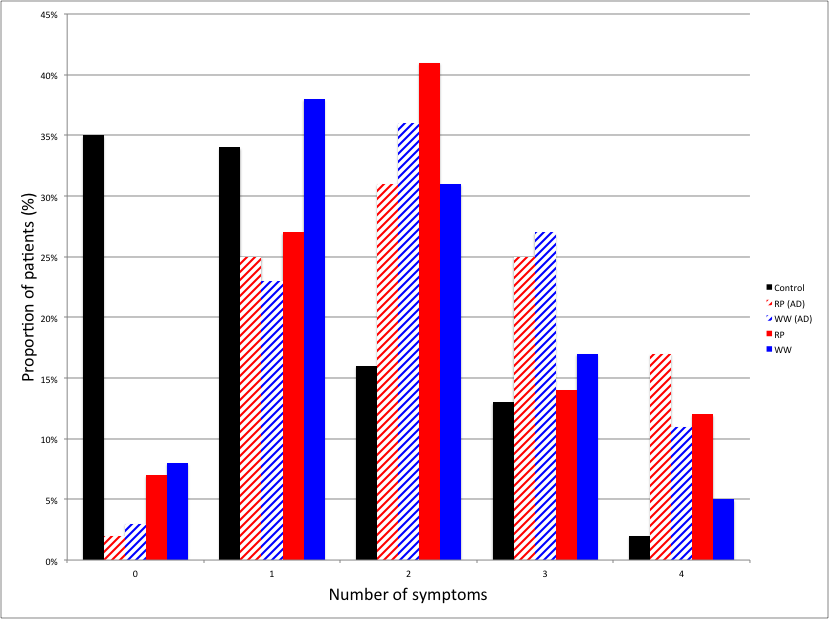 45%
40%
35%
30%
25%
20%
15%
10%
5%
0%
Proportion of patients (%)
0 1 2 3 4
Number of symptoms
Control
RP (AD)
WW (AD)
RP
WW